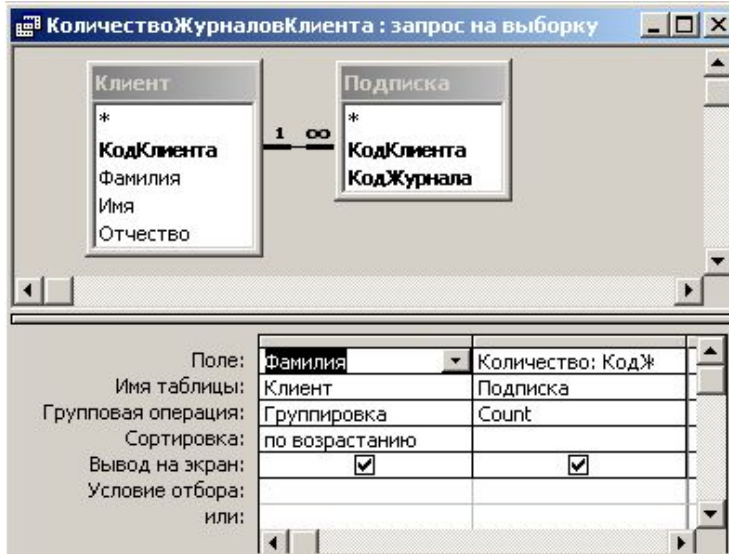 КоличествоЖурналовКлиента : запрос на выборку
Клиент
*
КодКлиента
Фамилия
Имя
Отчество
1 ∞
Подписка
*
КодКлиента
КодЖурнала
Поле: Фамилия Количество: КодЖ
Имя таблицы: Клиент Подписка
Групповая операция: Группировка Count
Сортировка: по возрастанию
Вывод на экран:
Условие отбора:
или: